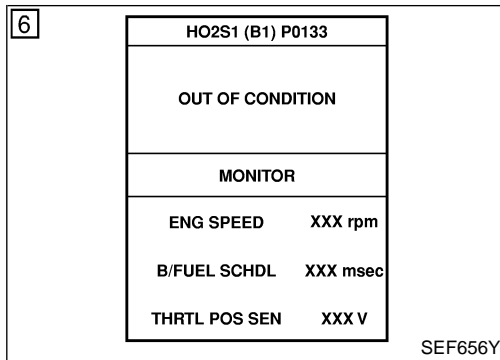 6
HO2S1 (B1) P0133
OUT OF CONDITION
MONITOR
ENG SPEED XXX rpm
B/FUEL SCHDL XXX msec
THRTL POS SEN XXX V
SEF656Y